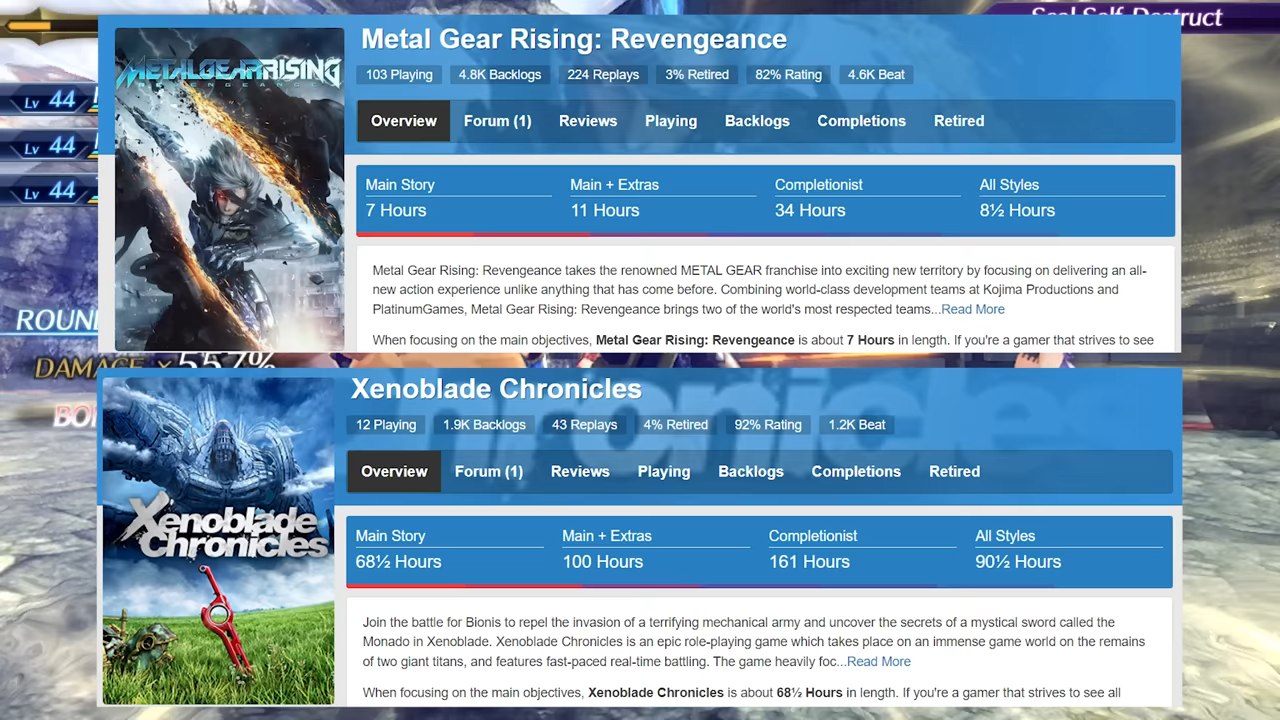 Seal Self-Destruct
Metal Gear Rising: Revengeance
103 Playing 4.8K Backlogs 224 Replays 3% Retired 82% Rating 4.6K Beat
METAL GEAR RISING
REVENGEANCE
Lv 44
Lv 44
Lv 44
Overview Forum (1) Reviews Playing Backlogs Completions Retired
Main Story Main + Extras Completionist All Styles
7 Hours 11 Hours 34 Hours 8½ Hours
Metal Gear Rising: Revengeance takes the renowned METAL GEAR franchise into exciting new territory by focusing on delivering an all-
new action experience unlike anything that has come before. Combining world-class development teams at Kojima Productions and
PlatinumGames, Metal Gear Rising: Revengeance brings two of the world's most respected teams...Read More
When focusing on the main objectives, Metal Gear Rising: Revengeance is about 7 Hours in length. If you're a gamer that strives to see
ROUN
DAMAGE x 557%
BO
Xenoblade Chronicles
12 Playing 1.9K Backlogs 43 Replays 4% Retired 92% Rating 1.2K Beat
Overview Forum (1) Reviews Playing Backlogs Completions Retired
Xenoblade
Chronicles
Main Story Main + Extras Completionist All Styles
68½ Hours 100 Hours 161 Hours 90½ Hours
Join the battle for Bionis to repel the invasion of a terrifying mechanical army and uncover the secrets of a mystical sword called the
Monado in Xenoblade. Xenoblade Chronicles is an epic role-playing game which takes place on an immense game world on the remains
of two giant titans, and features fast-paced real-time battling. The game heavily foc...Read More
When focusing on the main objectives, Xenoblade Chronicles is about 68½ Hours in length. If you're a gamer that strives to see all